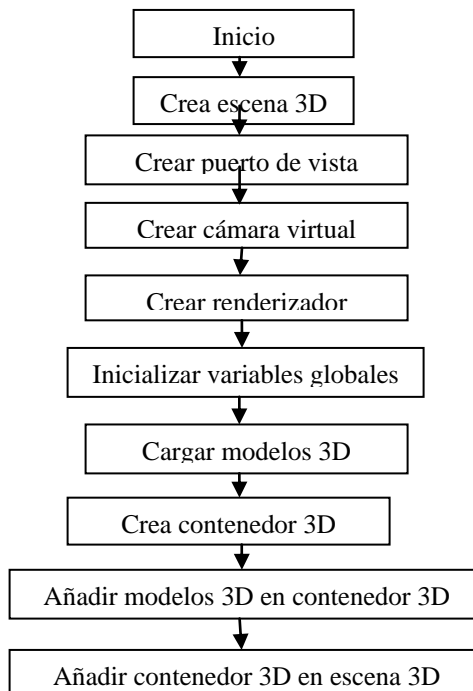 Inicio
Crea escena 3D
Crear puerto de vista
Crear cámara virtual
Crear renderizador
Inicializar variables globales
Cargar modelos 3D
Crea contenedor 3D
Añadir modelos 3D en contenedor 3D
Añadir contenedor 3D en escena 3D